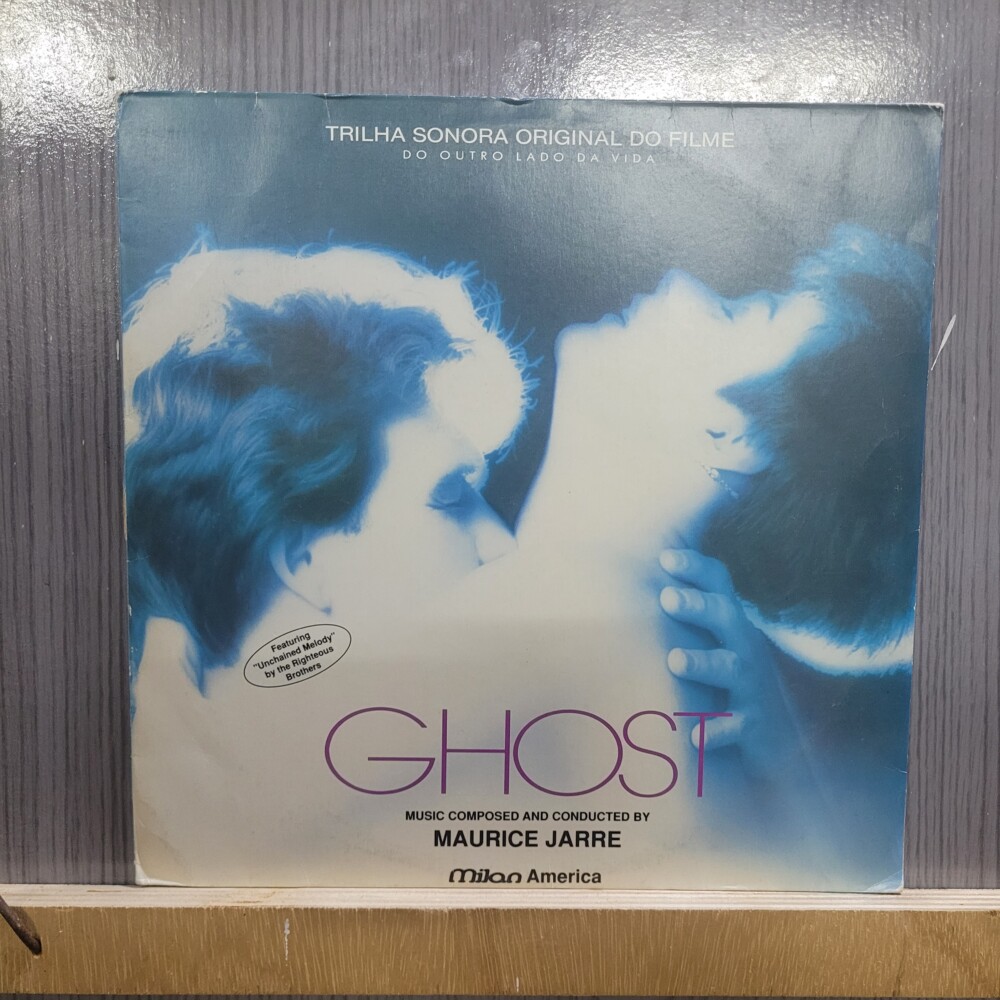 TRILHA SONORA ORIGINAL DO FILME
DO OUTRO LADO DA VIDA
Featuring
"Unchained Melody"
by the Righteous
Brothers
GHOST
MUSIC COMPOSED AND CONDUCTED BY
MAURICE JARRE
milan America